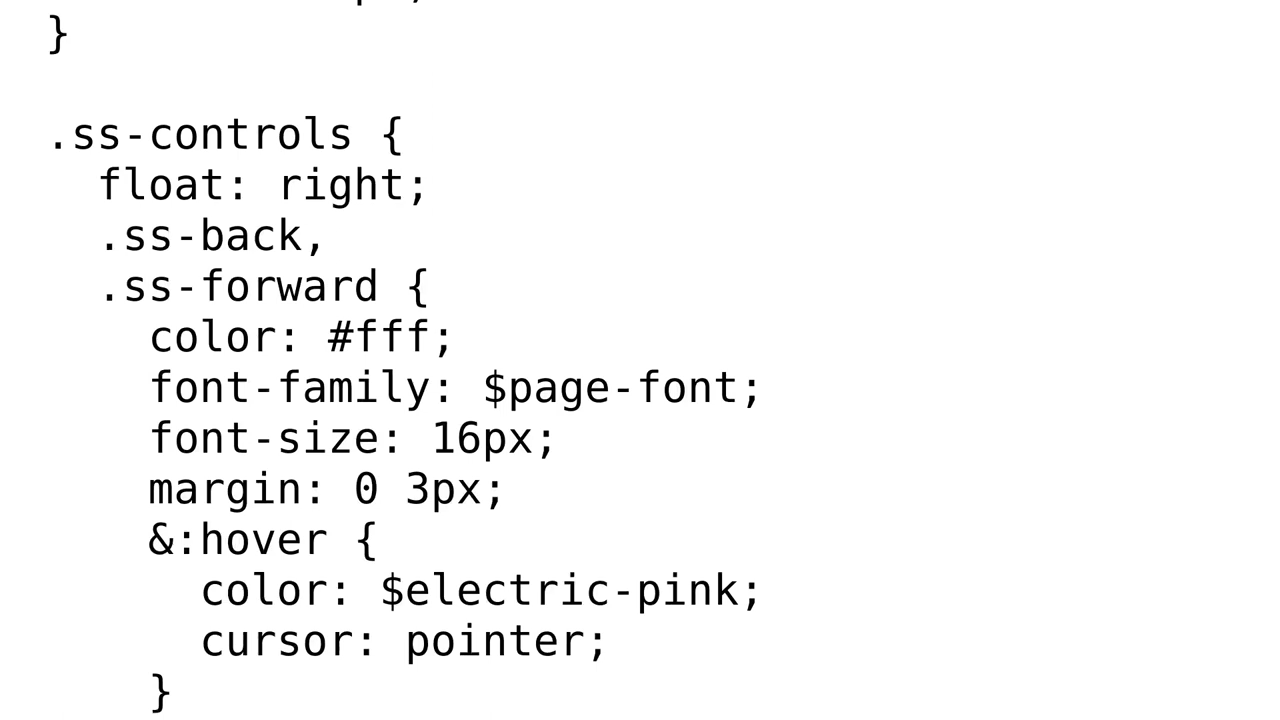 }

.ss-controls {
  float: right;
  .ss-back,
  .ss-forward {
    color: #fff;
    font-family: $page-font;
    font-size: 16px;
    margin: 0 3px;
    &:hover {
      color: $electric-pink;
      cursor: pointer;
    }